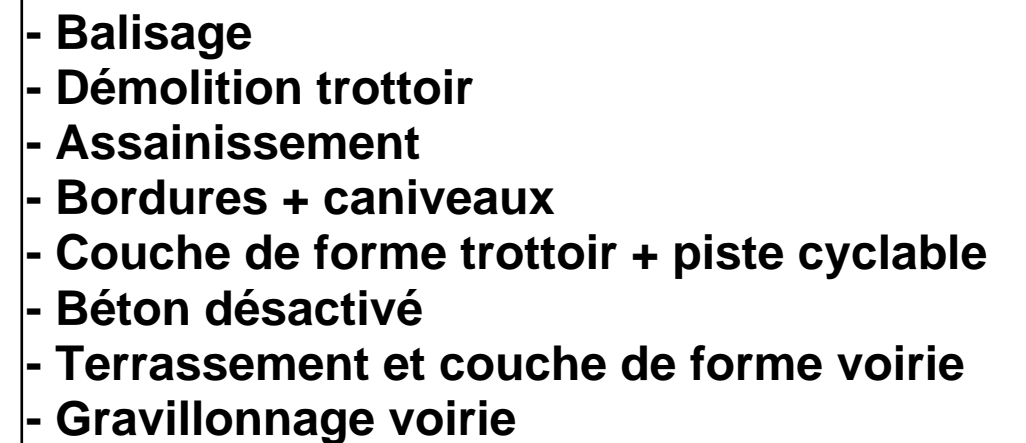 - Balisage
- Démolition trottoir
- Assainissement
- Bordures + caniveaux
- Couche de forme trottoir + piste cyclable
- Béton désactivé
- Terrassement et couche de forme voirie
- Gravillonnage voirie